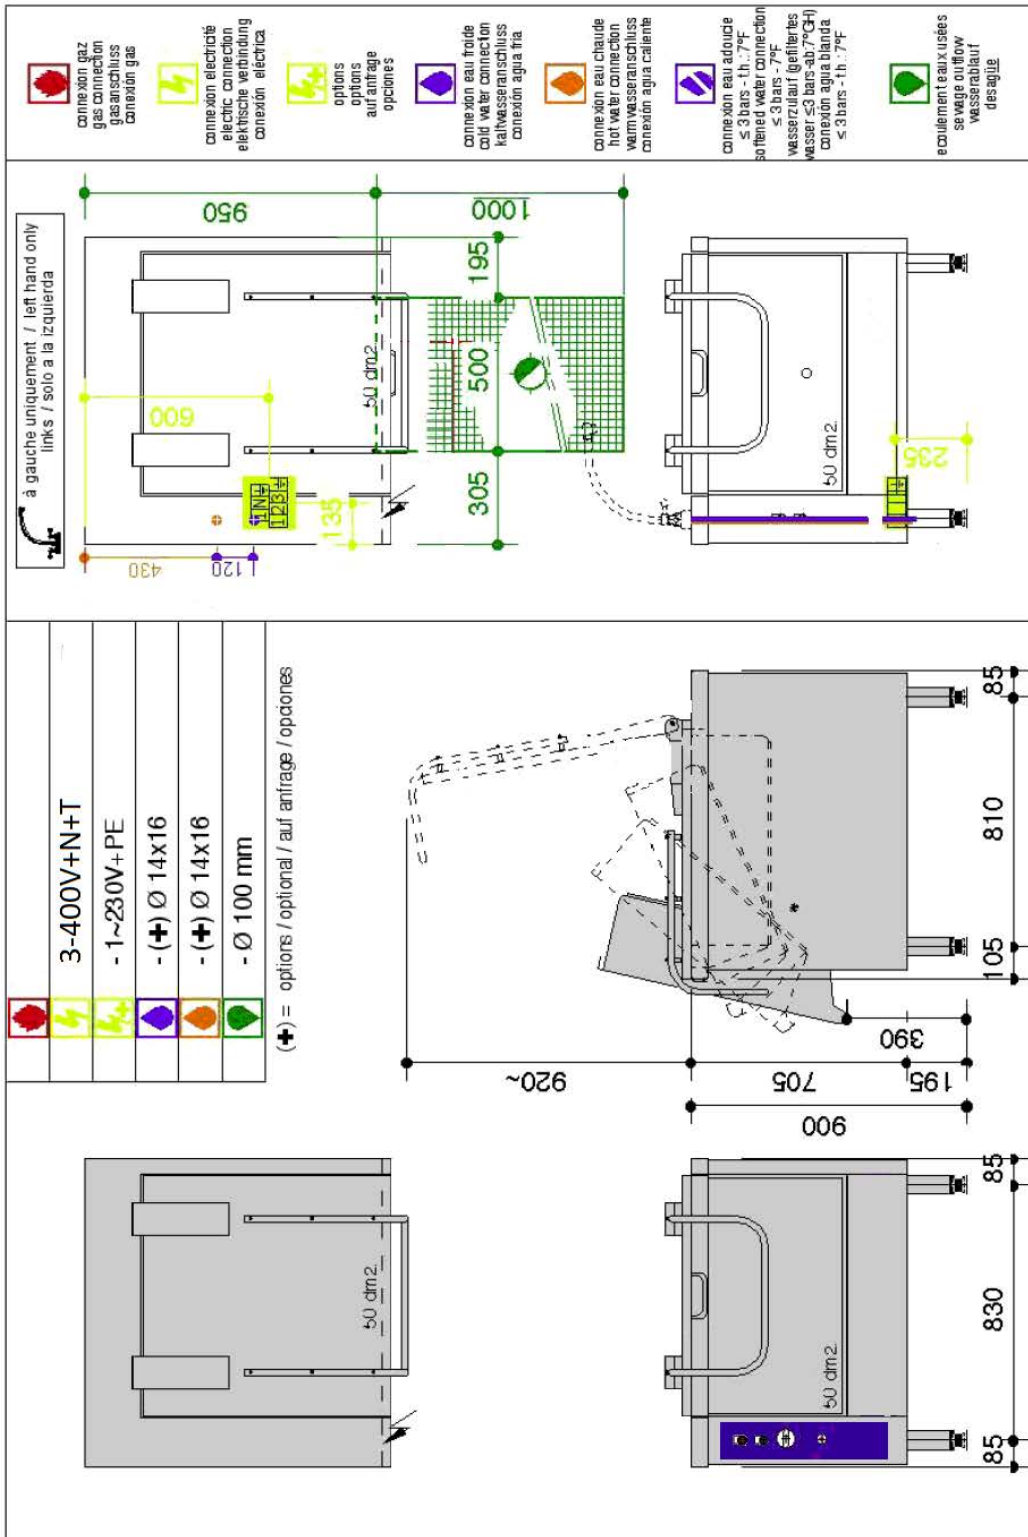 connexion gaz
gas connection
gasanschluss
conexión gas
connexion electricité
electric connection
elektrische verbindung
conexión eléctrica
options
options
auf anfrage
opciones
connexion eau froide
cold water connection
kaltwasseranschluss
conexión agua fria
connexion eau chaude
hot water connection
warmwasseranschluss
conexión agua caliente
connexion eau adoucie
≤ 3 bars - th.: 7°F
softened water connection
≤ 3 bars - 7°F
wasserzulauf (gefiltertes
wasser ≤3 bars-ab.7°GH)
conexión agua blanda
≤ 3 bars - th.: 7°F
ecoulement eaux usées
sewage outflow
wasserablauf
desagüe
à gauche uniquement / left hand only
links / solo a la izquierda
950
1000
600
430
120
1N
123
135
50 dm2
305
500
195
50 dm2
235
3-400V+N+T
- 1~230V+PE
- (+) Ø 14x16
- (+) Ø 14x16
- Ø 100 mm
(+) = options / optional / auf anfrage / opciones
920~
705
195
900
390
105
810
85
50 dm2
50 dm2
85
830
85